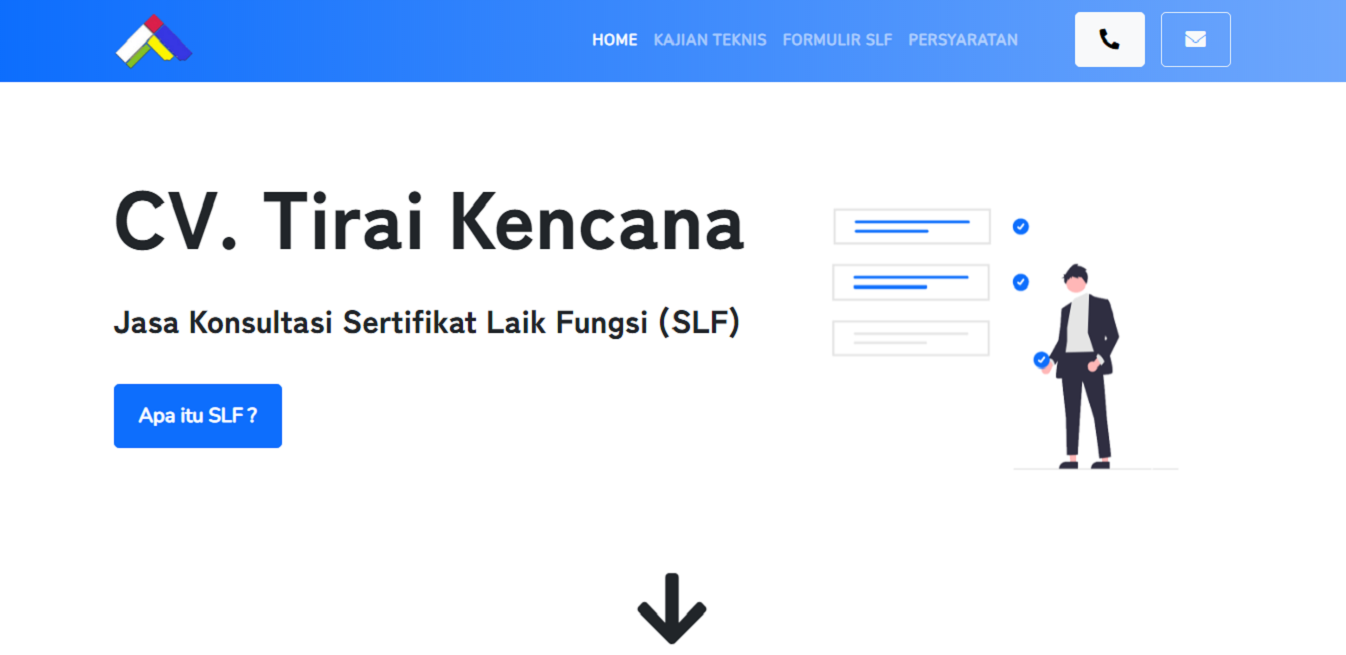 HOME KAJIAN TEKNIS FORMULIR SLF PERSYARATAN
CV. Tirai Kencana
Jasa Konsultasi Sertifikat Laik Fungsi (SLF)
Apa itu SLF ?